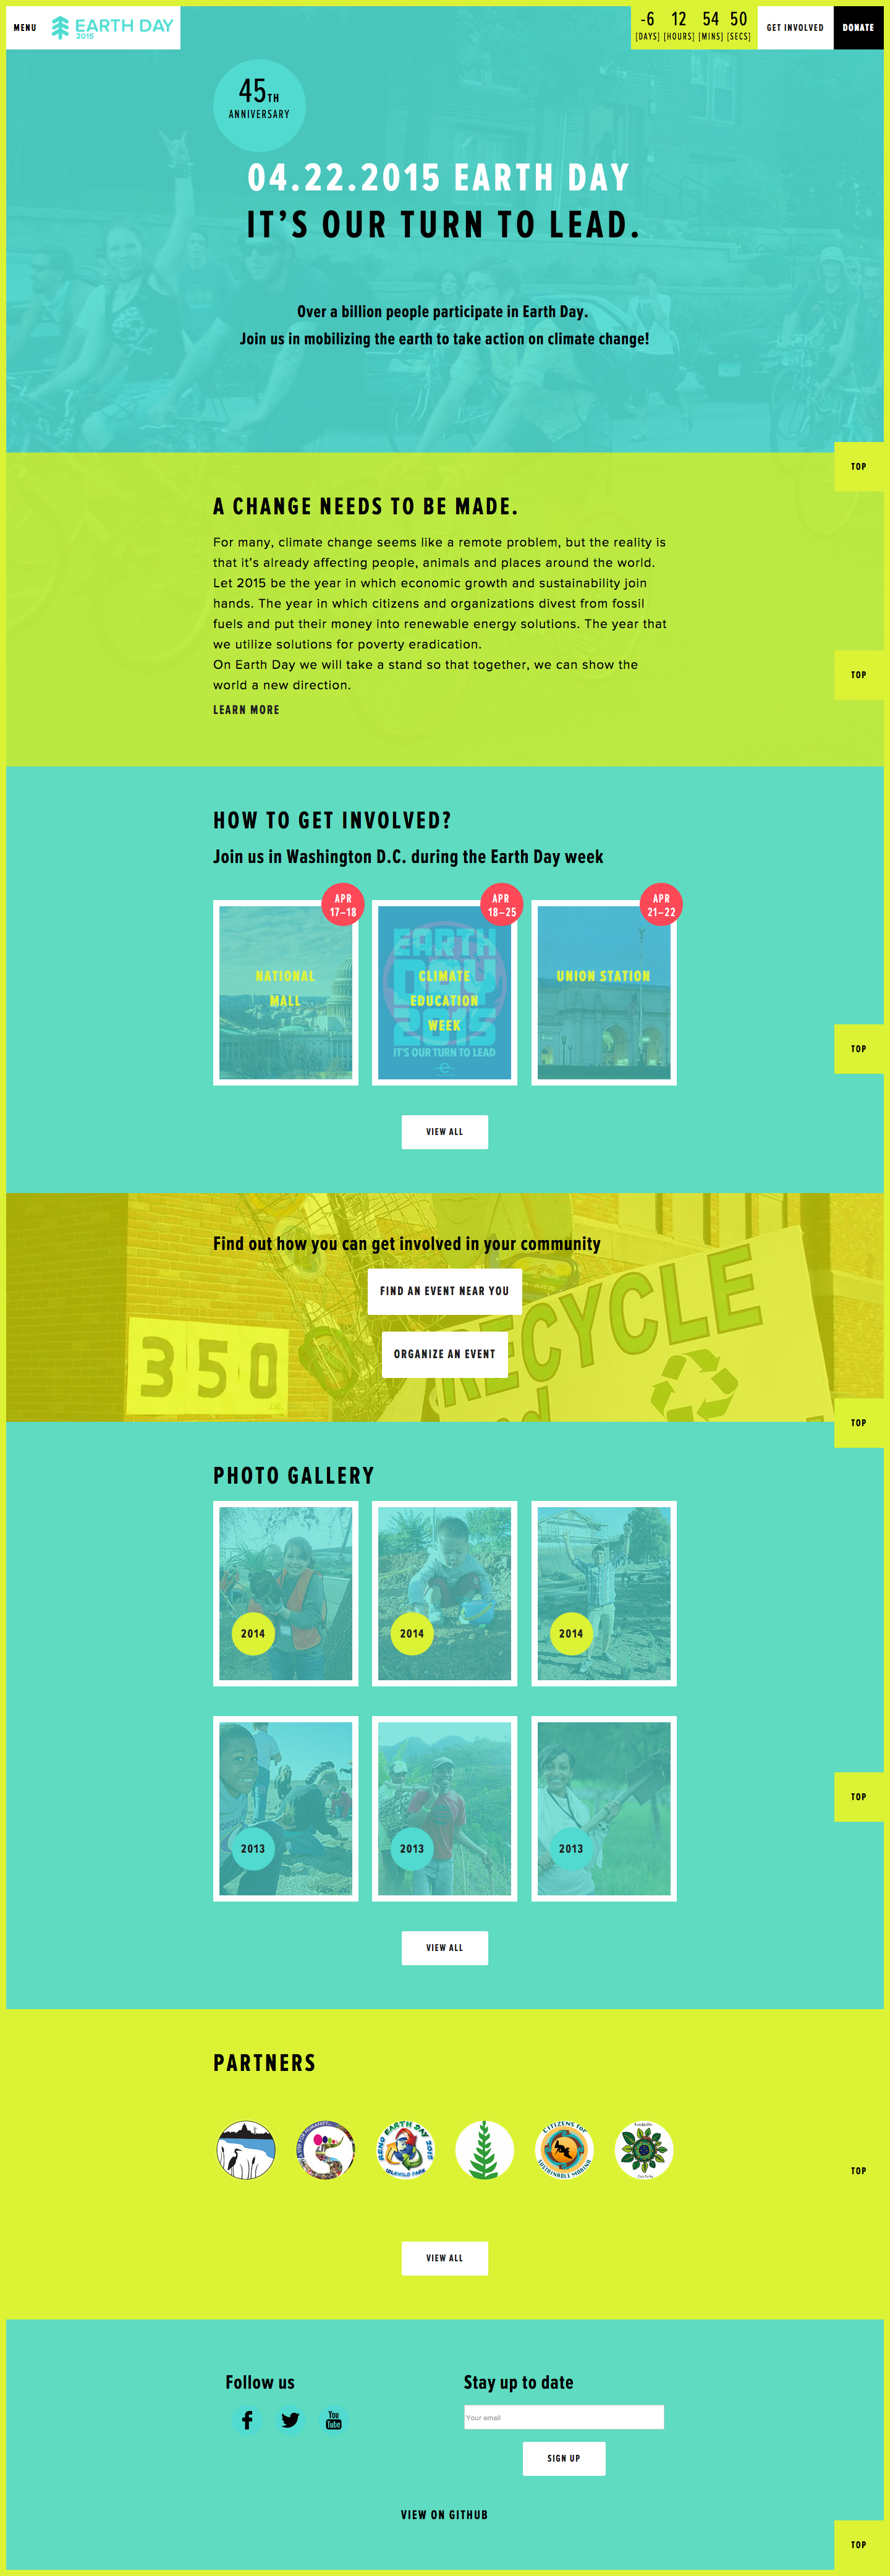 MENU
EARTH DAY
2015
-6 12 54 50
[DAYS] [HOURS] [MINS] [SECS]
GET INVOLVED
DONATE
45TH
ANNIVERSARY
04.22.2015 EARTH DAY
IT'S OUR TURN TO LEAD.
Over a billion people participate in Earth Day.
Join us in mobilizing the earth to take action on climate change!
TOP
A CHANGE NEEDS TO BE MADE.
For many, climate change seems like a remote problem, but the reality is
that it's already affecting people, animals and places around the world.
Let 2015 be the year in which economic growth and sustainability join
hands. The year in which citizens and organizations divest from fossil
fuels and put their money into renewable energy solutions. The year that
we utilize solutions for poverty eradication.
On Earth Day we will take a stand so that together, we can show the
world a new direction.
TOP
LEARN MORE
HOW TO GET INVOLVED?
Join us in Washington D.C. during the Earth Day week
APR
17–18
NATIONAL
MALL
APR
18–25
EARTH
DAY
2015
IT'S OUR TURN TO LEAD
CLIMATE
EDUCATION
WEEK
APR
21–22
UNION STATION
TOP
VIEW ALL
Find out how you can get involved in your community
FIND AN EVENT NEAR YOU
ORGANIZE AN EVENT
350
RECYCLE
TOP
PHOTO GALLERY
2014
2014
2014
2013
2013
2013
TOP
VIEW ALL
PARTNERS
RENO EARTH DAY 2015
IDLEWILD PARK
CITIZENS for
SUSTAINABLE MARINA
TOP
VIEW ALL
Follow us
You
Tube
Stay up to date
Your email
SIGN UP
VIEW ON GITHUB
TOP